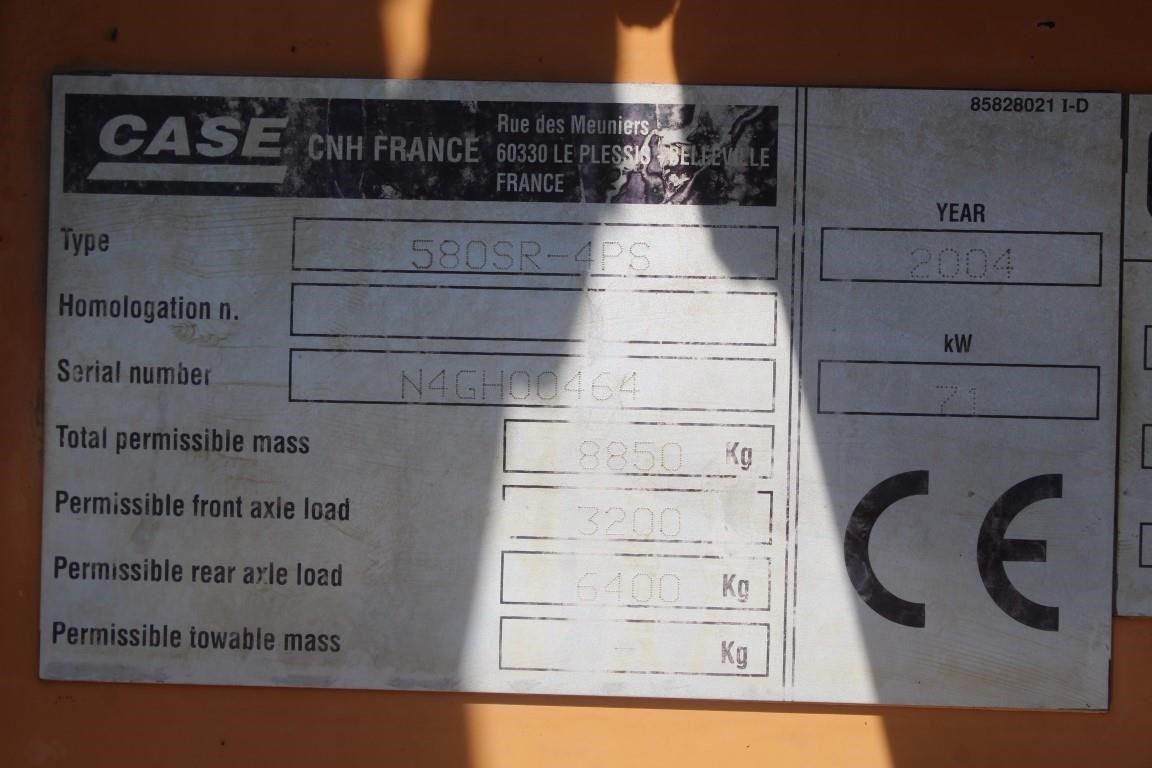 85828021 I-D
CASE CNH FRANCE
Rue des Meuniers
60330 LE PLESSIS - BELLEVILLE
FRANCE
Type 580SR-4PS
Homologation n.
Serial number N4GH00464
Total permissible mass 8850 Kg
Permissible front axle load 3200
Permissible rear axle load 6400 Kg
Permissible towable mass - Kg
YEAR
2004
kW
71
CE